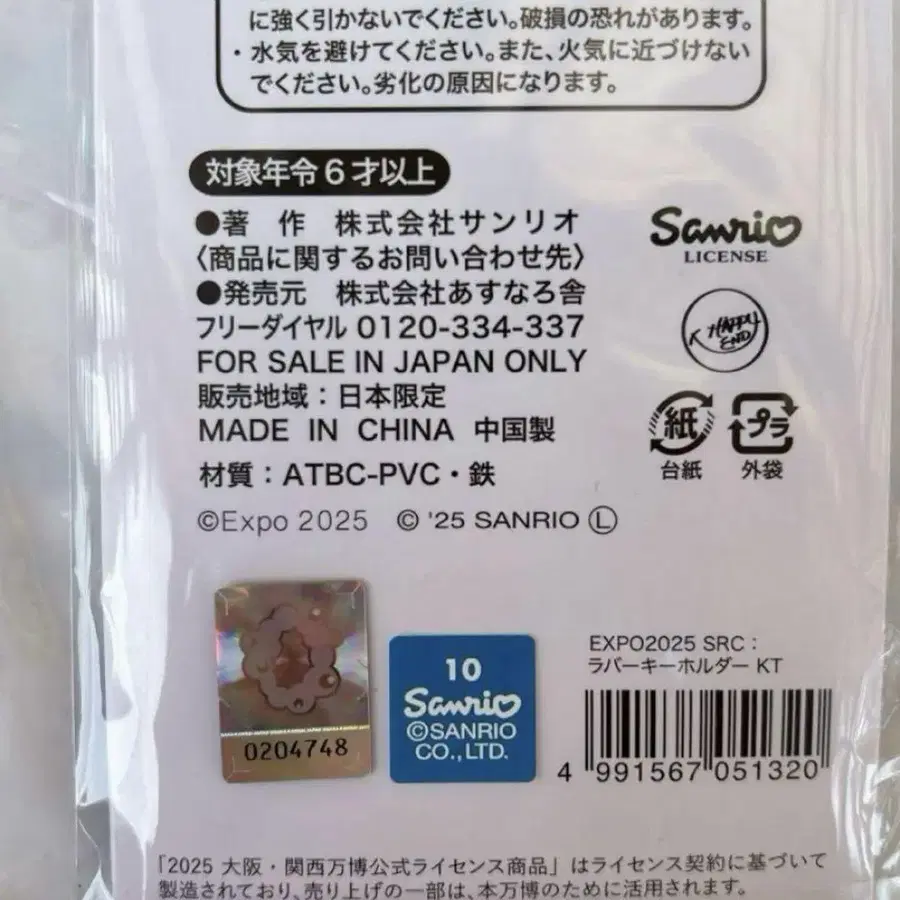 に強く引かないでください。破損の恐れがあります。
・水気を避けてください。また、火気に近づけない
でください。劣化の原因になります。
対象年令6才以上
●著　作　株式会社サンリオ
〈商品に関するお問い合わせ先〉
●発売元　株式会社あすなろ舎
フリーダイヤル 0120-334-337
FOR SALE IN JAPAN ONLY
販売地域：日本限定
MADE IN CHINA 中国製
材質：ATBC-PVC・鉄
©Expo 2025 © '25 SANRIO Ⓛ
Sanrio
LICENSE
HAPPY
END
紙
台紙
プラ
外袋
0204748
10
Sanrio
©SANRIO
CO.,LTD.
EXPO2025 SRC：
ラバーキーホルダー KT
4 991567 051320
「2025 大阪・関西万博公式ライセンス商品」はライセンス契約に基づいて
製造されており、売り上げの一部は、本万博のために活用されます。